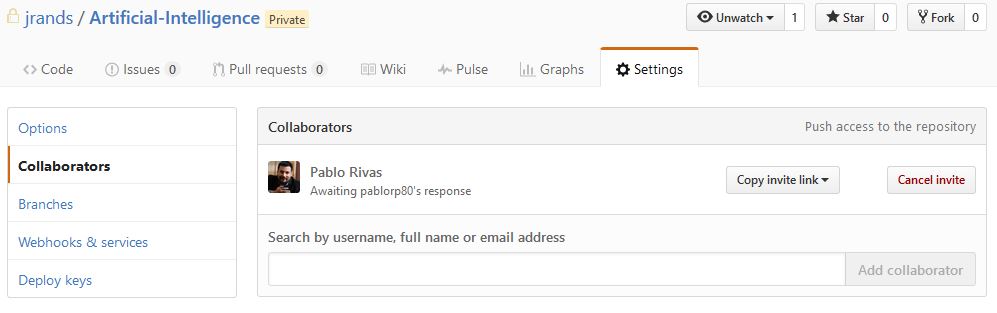 jrands / Artificial-Intelligence Private
Unwatch 1 Star 0 Fork 0
Code Issues 0 Pull requests 0 Wiki Pulse Graphs Settings
Options
Collaborators
Branches
Webhooks & services
Deploy keys
Collaborators Push access to the repository
Pablo Rivas
Awaiting pablorp80's response
Copy invite link Cancel invite
Search by username, full name or email address
Add collaborator